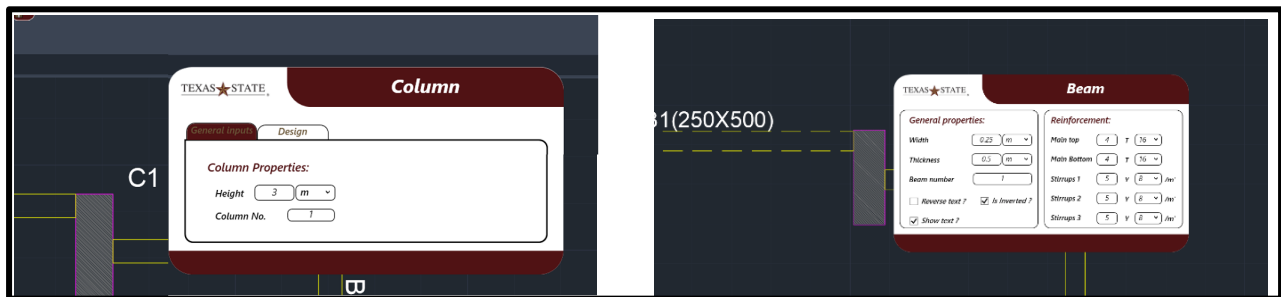 TEXAS STATE
Column
General inputs
Design
Column Properties:
Height 3 m
Column No. 1
C1
B
31(250X500)
TEXAS STATE
Beam
General properties:
Width 0.25 m
Thickness 0.5 m
Beam number 1
Reverse text ? Is Inverted ?
Show text ?
Reinforcement:
Main top 4 T 16
Main Bottom 4 T 16
Stirrups 1 5 Y 8 /m'
Stirrups 2 5 Y 8 /m'
Stirrups 3 5 Y 8 /m'